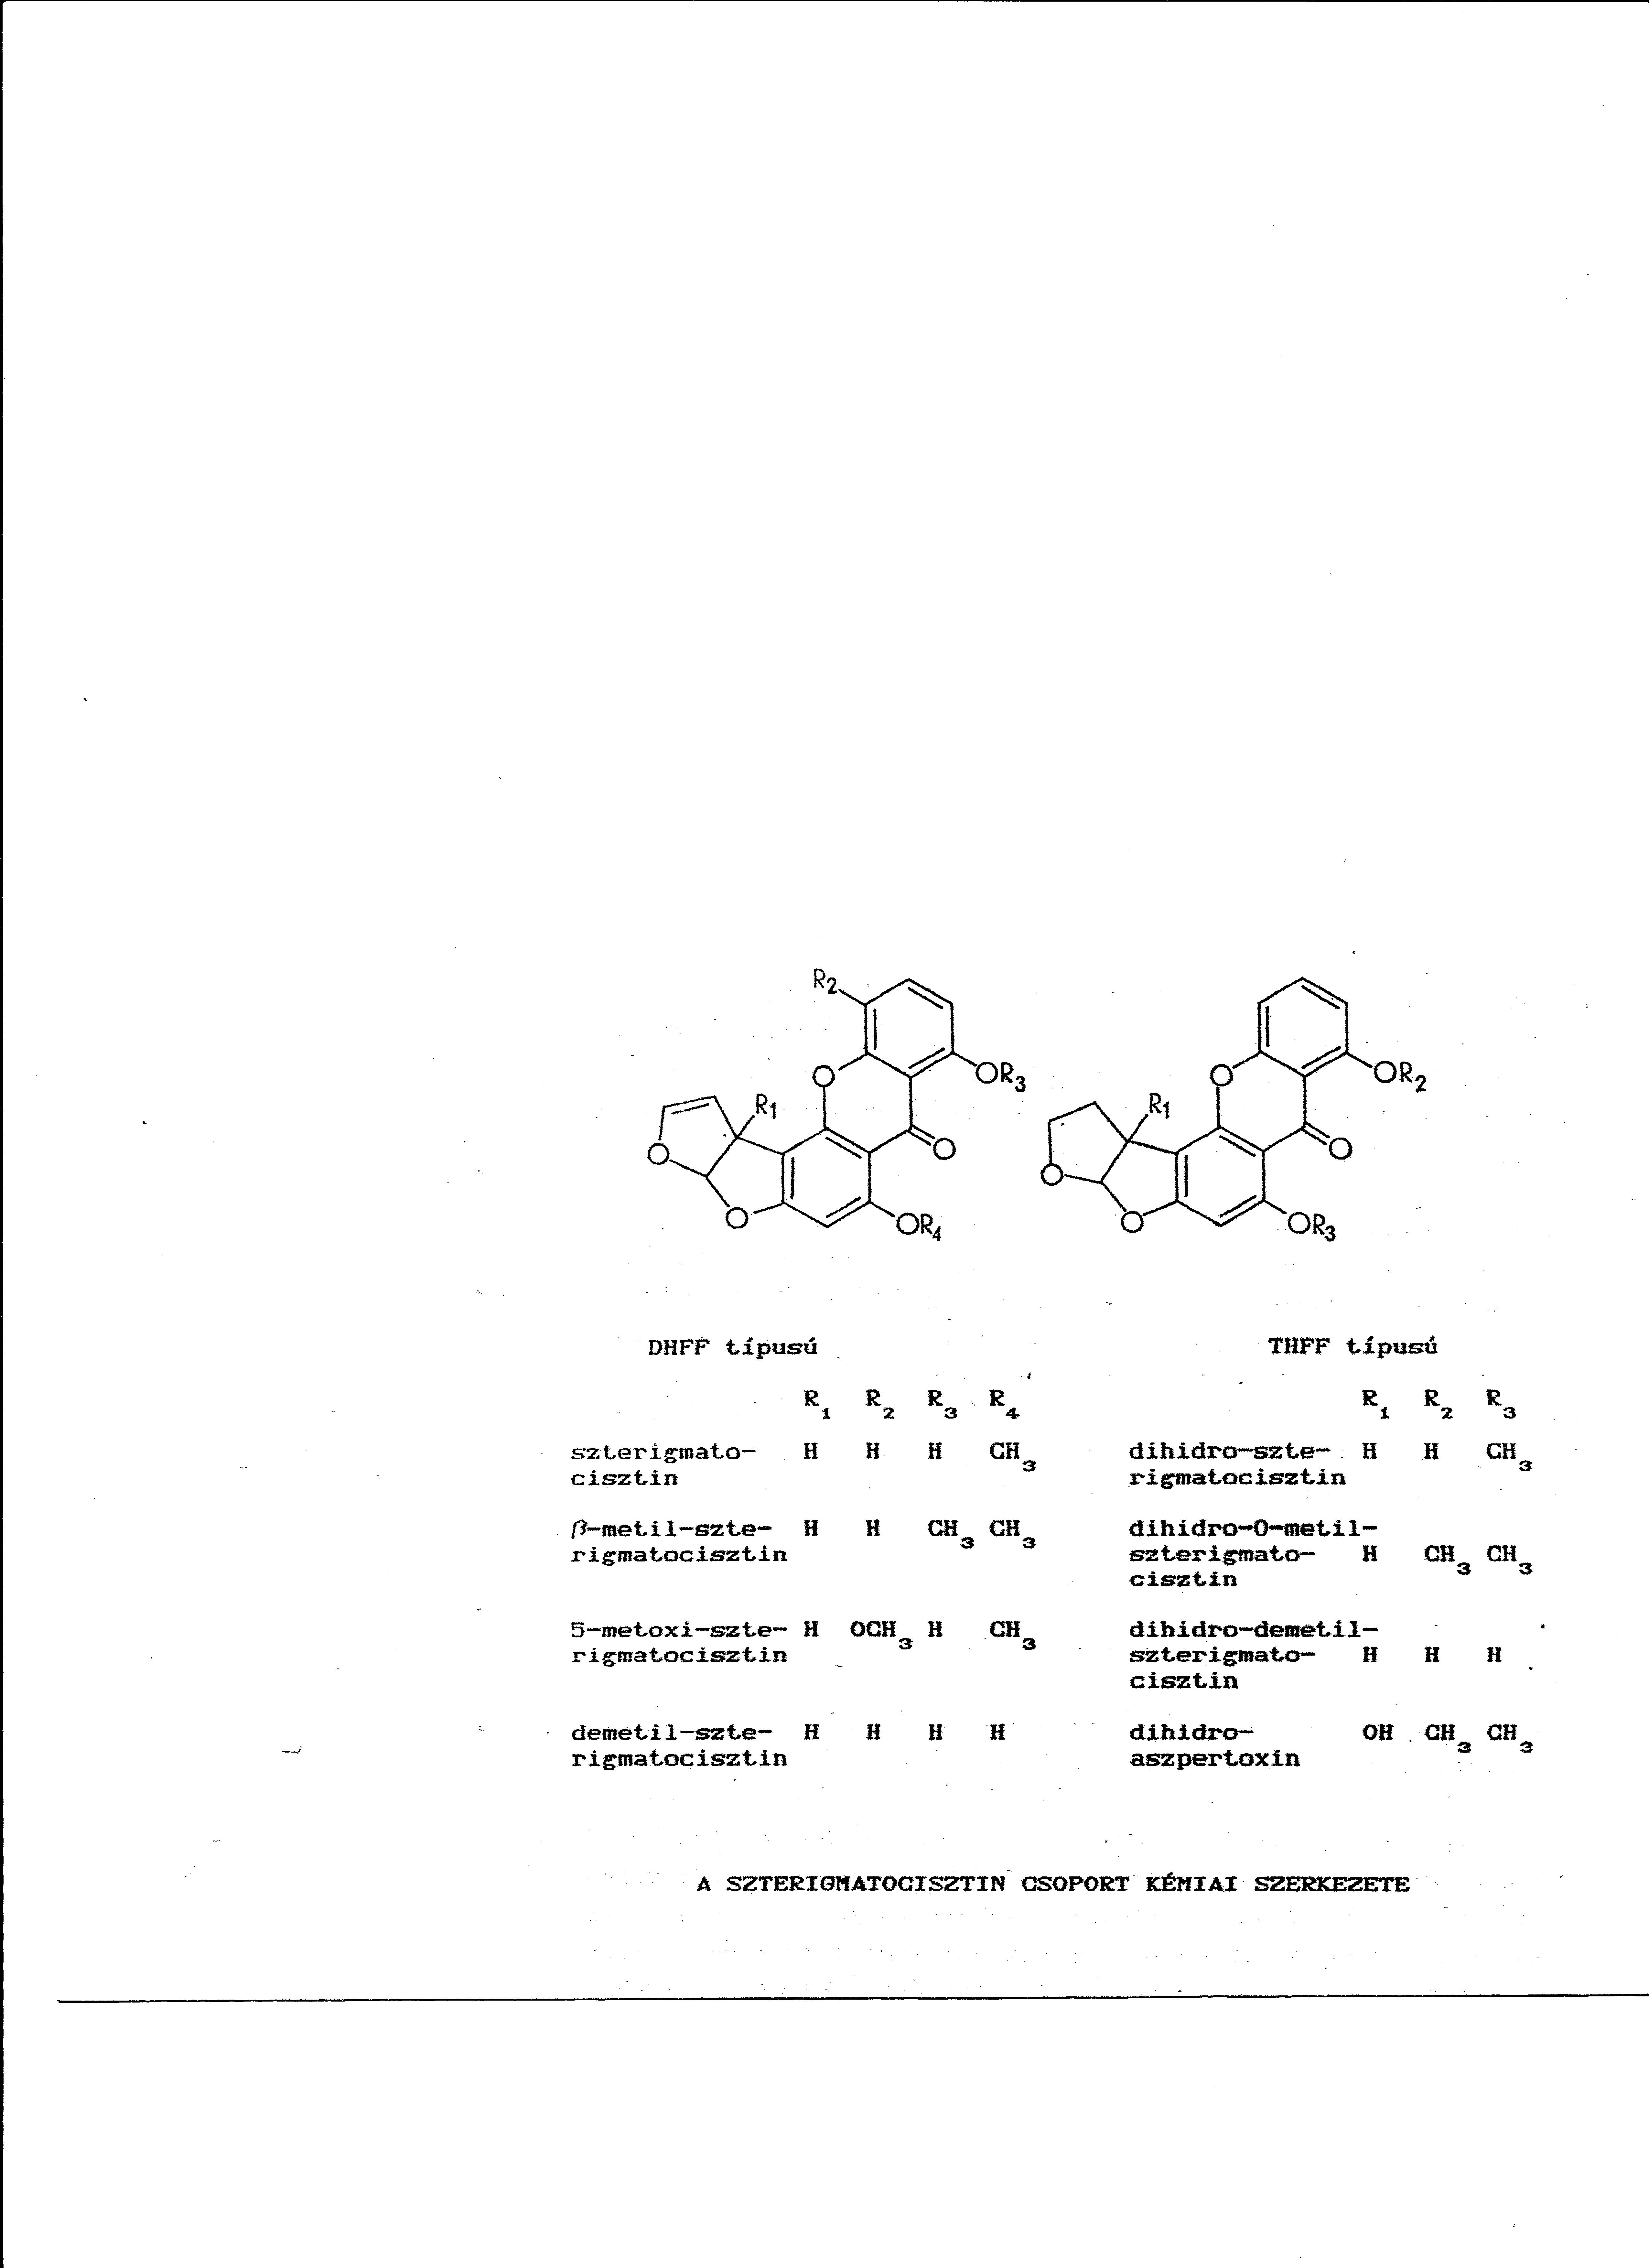 R2
O
OR3
R1
O
O
O
OR4
O
OR2
R1
O
O
O
OR3
DHFF típusú
THFF típusú
R1 R2 R3 R4
R1 R2 R3
szterigmato- H H H CH3
cisztin
dihidro-szte- H H CH3
rigmatocisztin
β-metil-szte- H H CH3 CH3
rigmatocisztin
dihidro-O-metil-
szterigmato- H CH3 CH3
cisztin
5-metoxi-szte- H OCH3 H CH3
rigmatocisztin
dihidro-demetil-
szterigmato- H H H
cisztin
demetil-szte- H H H H
rigmatocisztin
dihidro- OH CH3 CH3
aszpertoxin
A SZTERIGMATOCISZTIN CSOPORT KÉMIAI SZERKEZETE